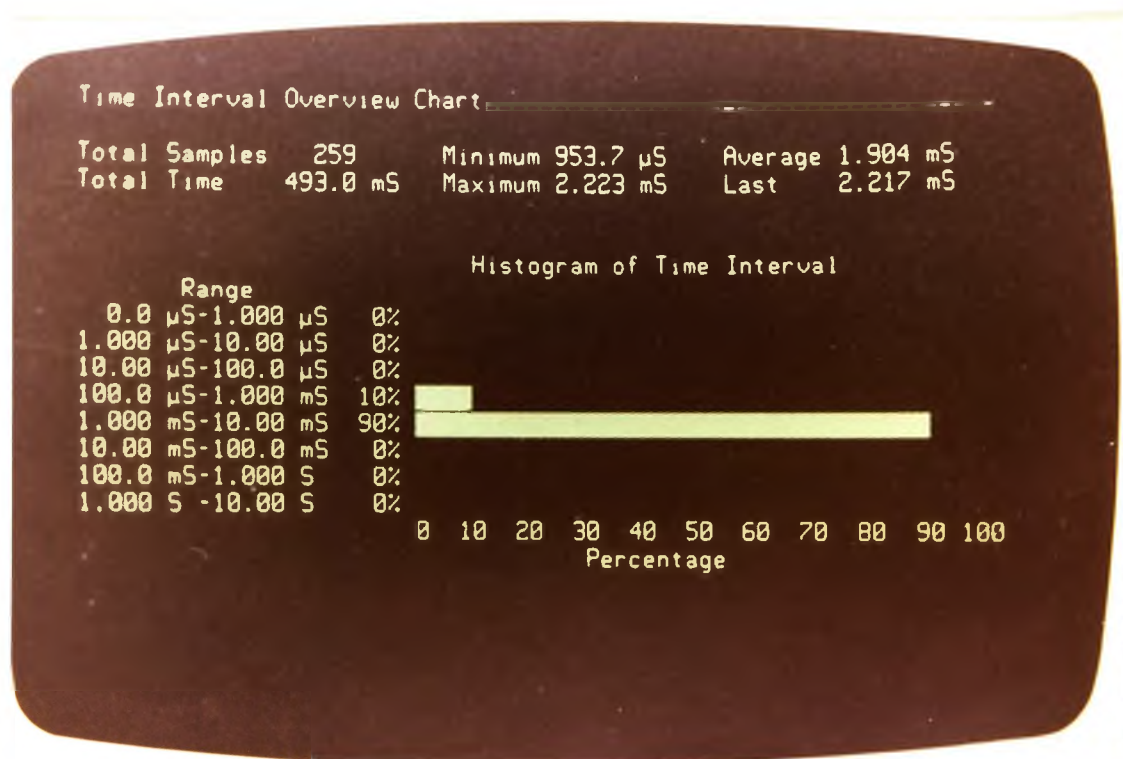 Time Interval Overview Chart
Total Samples 259 Minimum 953.7 µS Average 1.904 mS
Total Time 493.0 mS Maximum 2.223 mS Last 2.217 mS
Histogram of Time Interval
Range
0.0 µS-1.000 µS 0%
1.000 µS-10.00 µS 0%
10.00 µS-100.0 µS 0%
100.0 µS-1.000 mS 10%
1.000 mS-10.00 mS 90%
10.00 mS-100.0 mS 0%
100.0 mS-1.000 S 0%
1.000 S -10.00 S 0%
0 10 20 30 40 50 60 70 80 90 100
Percentage